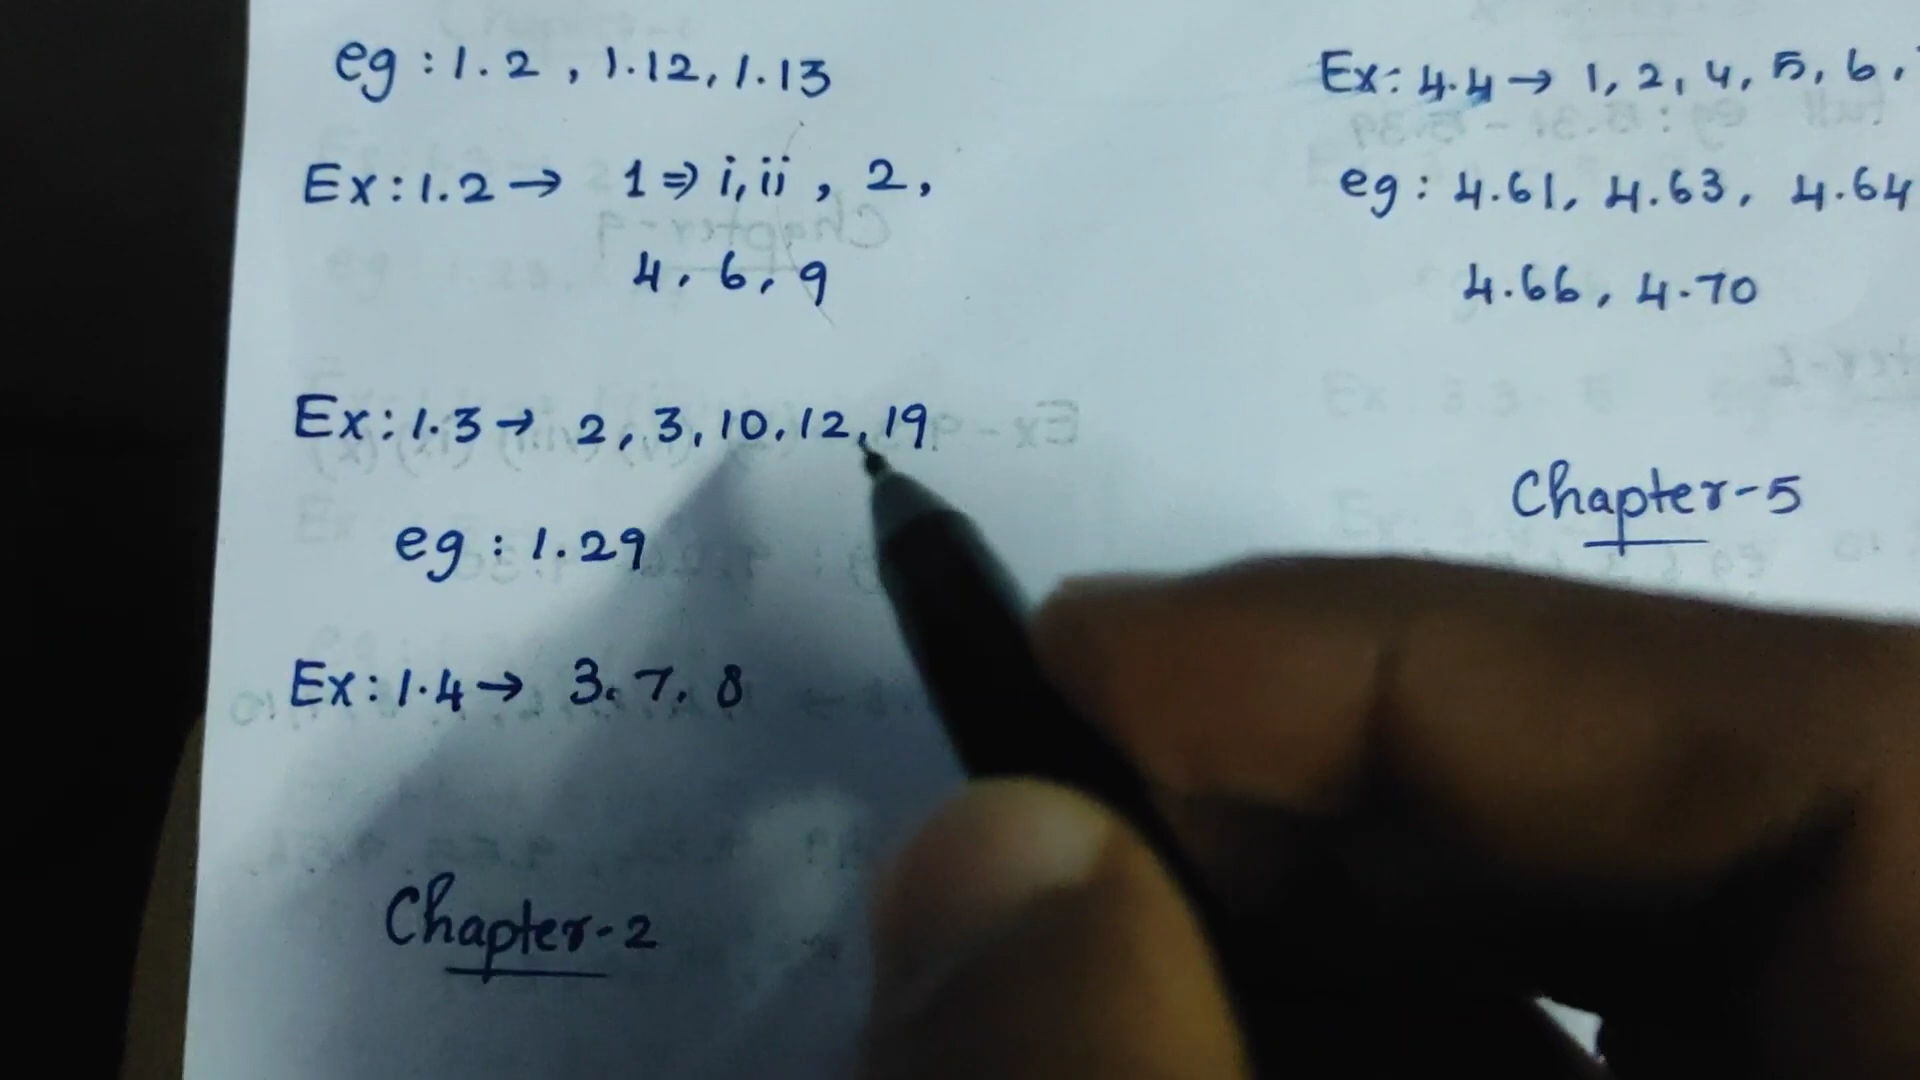 eg : 1.2 , 1.12, 1.13
Ex : 1.2 → 1 ⇒ i, ii , 2,
4, 6, 9
Ex : 1.3 → 2, 3, 10, 12, 19
eg : 1.29
Ex : 1.4 → 3, 7, 8
Chapter-2
Ex: 4.4 → 1, 2, 4, 5, 6,
eg : 4.61, 4.63, 4.64
4.66, 4.70
Chapter-5